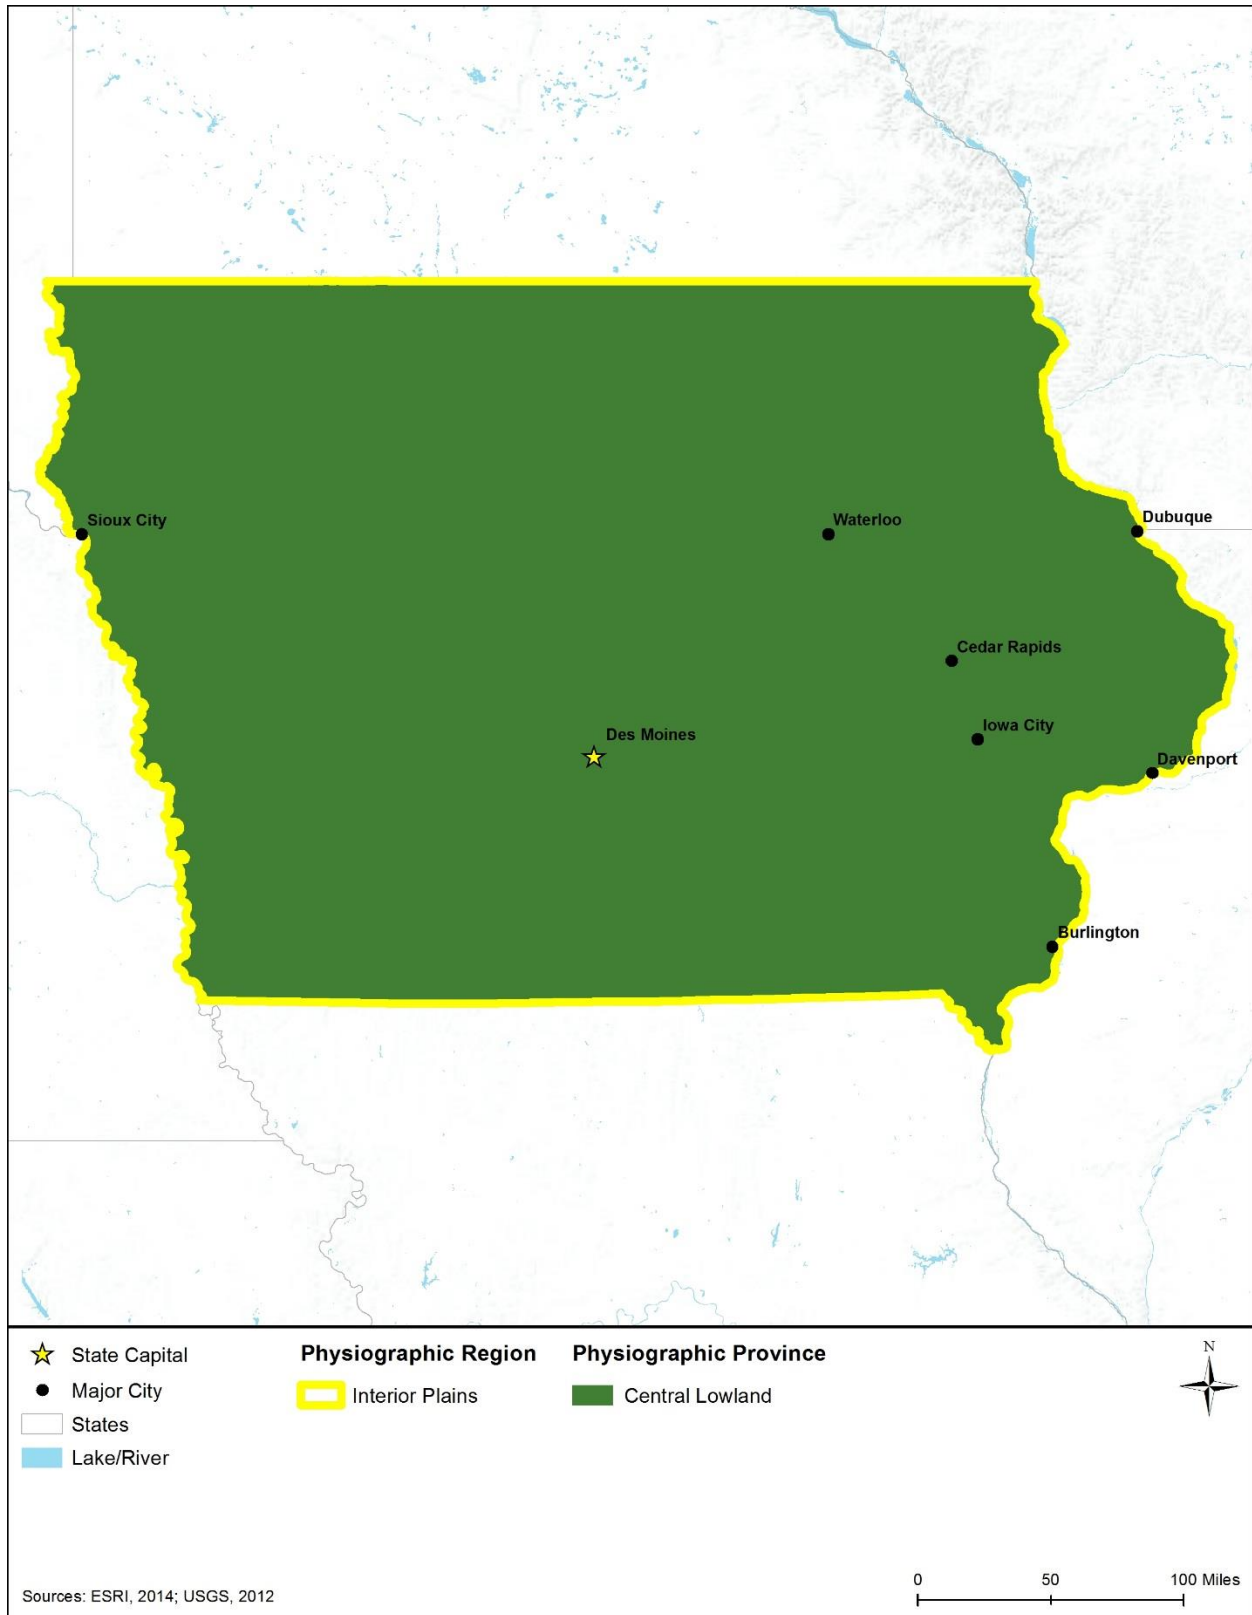 Sioux City
Waterloo
Dubuque
Cedar Rapids
Iowa City
Des Moines
Davenport
Burlington
State Capital
Major City
States
Lake/River
Physiographic Region
Interior Plains
Physiographic Province
Central Lowland
N
Sources: ESRI, 2014; USGS, 2012
0 50 100 Miles